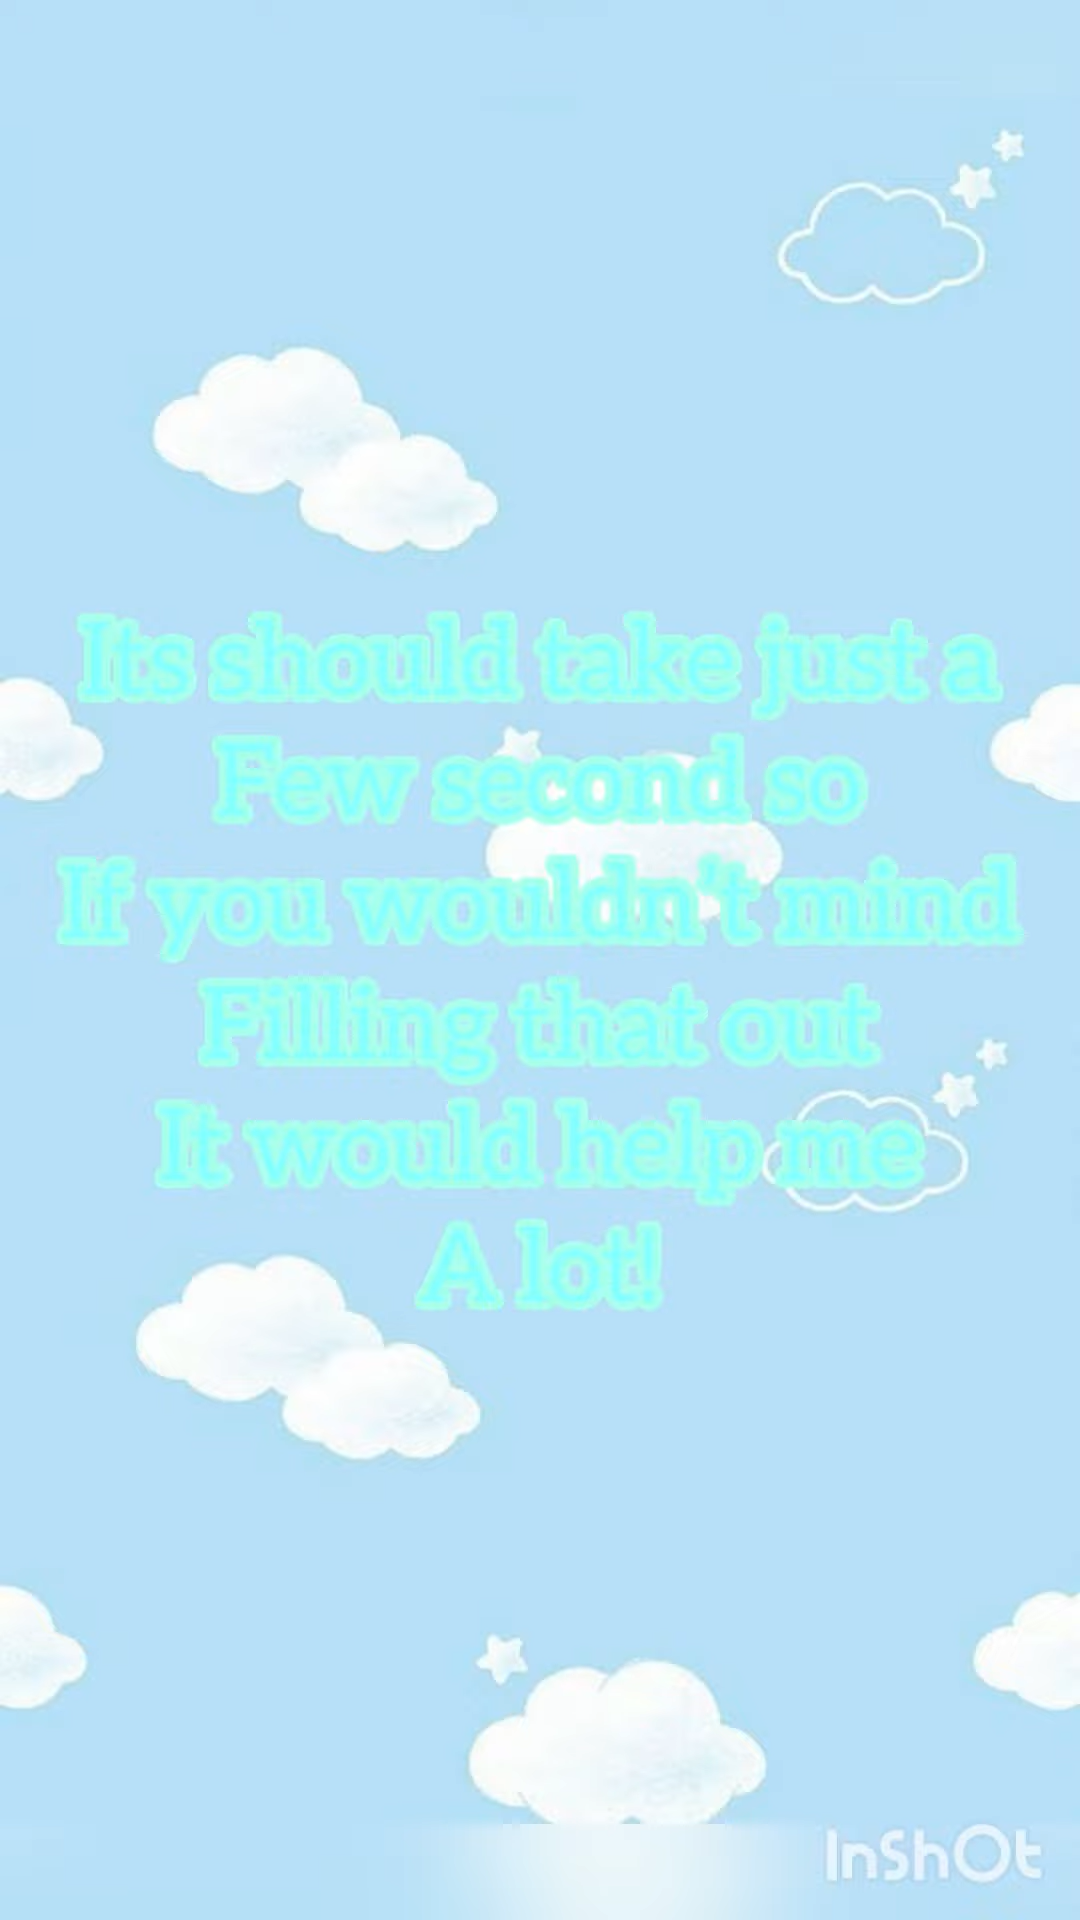 Its should take just a
Few second so
If you wouldn't mind
Filling that out
It would help me
A lot!
InShOt